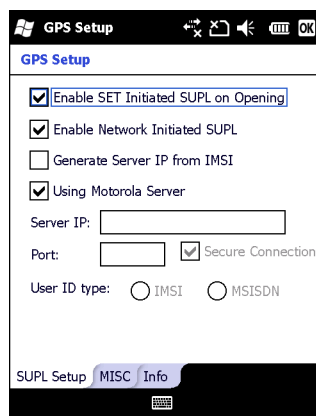 GPS Setup OK
GPS Setup
Enable SET Initiated SUPL on Opening
Enable Network Initiated SUPL
Generate Server IP from IMSI
Using Motorola Server
Server IP:
Port: Secure Connection
User ID type: IMSI MSISDN
SUPL Setup MISC Info